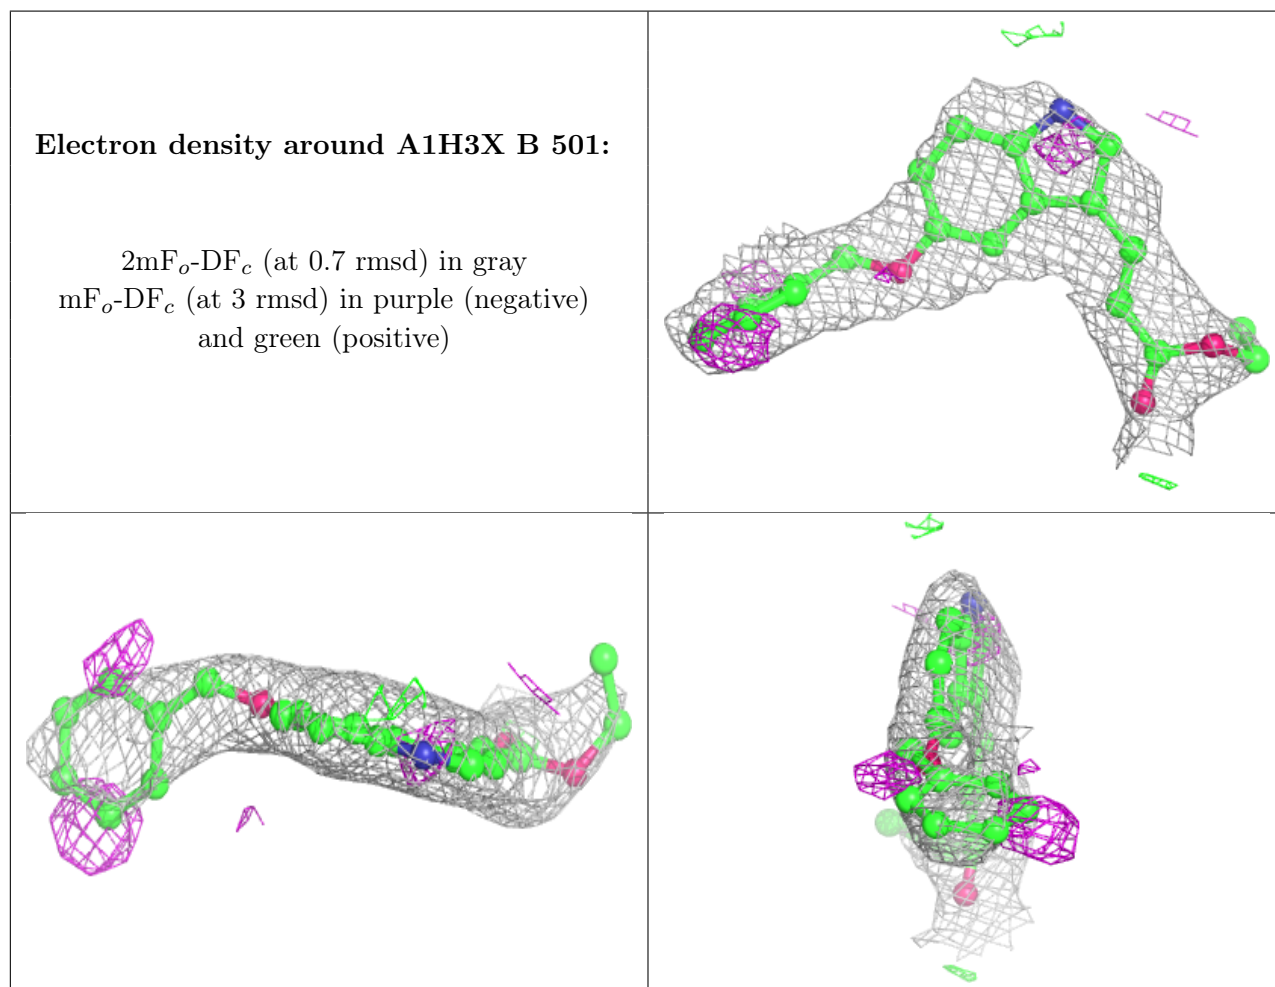 Electron density around A1H3X B 501:
2mFo-DFc (at 0.7 rmsd) in gray
mFo-DFc (at 3 rmsd) in purple (negative)
and green (positive)